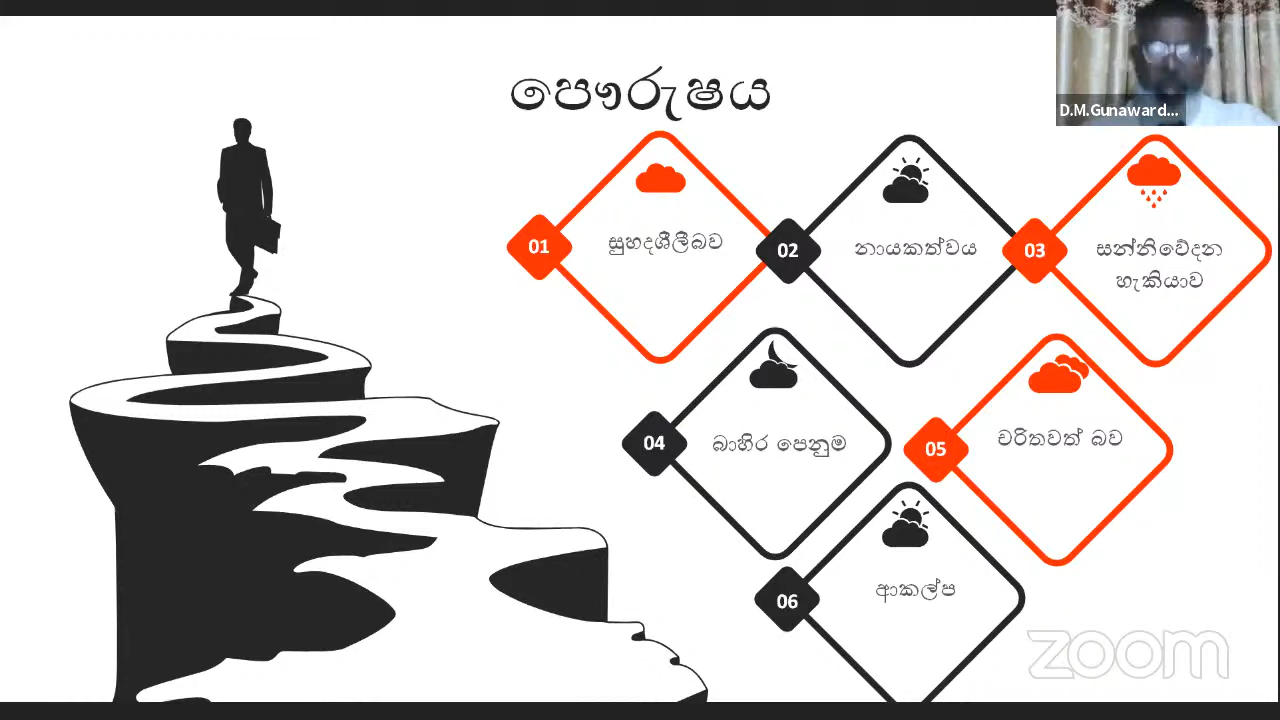 පෞරුෂය
D.M.Gunaward...
01
සුහදශීලීබව
02
නායකත්වය
03
සන්නිවේදන
හැකියාව
04
බාහිර පෙනුම
05
චරිතවත් බව
06
ආකල්ප
zoom